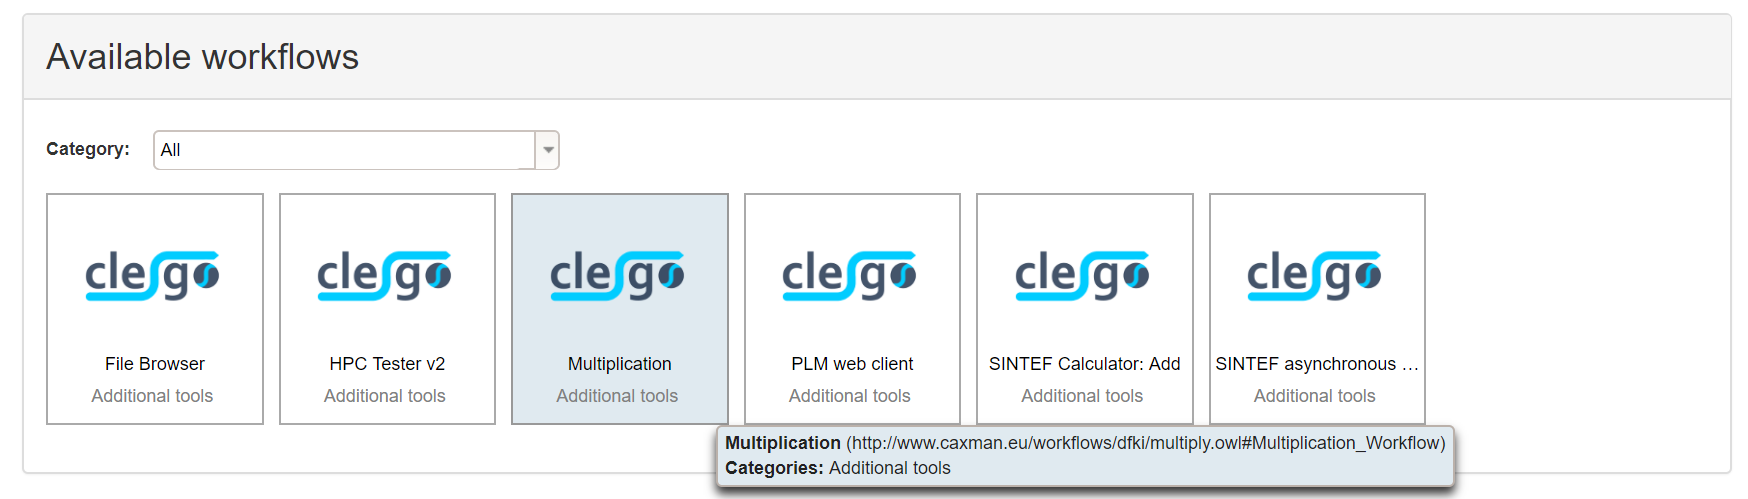 Available workflows
Category: All
clesgo clesgo clesgo clesgo clesgo clesgo
File Browser HPC Tester v2 Multiplication PLM web client SINTEF Calculator: Add SINTEF asynchronous ...
Additional tools Additional tools Additional tools Additional tools Additional tools Additional tools
Multiplication (http://www.caxman.eu/workflows/dfki/multiply.owl#Multiplication_Workflow)
Categories: Additional tools